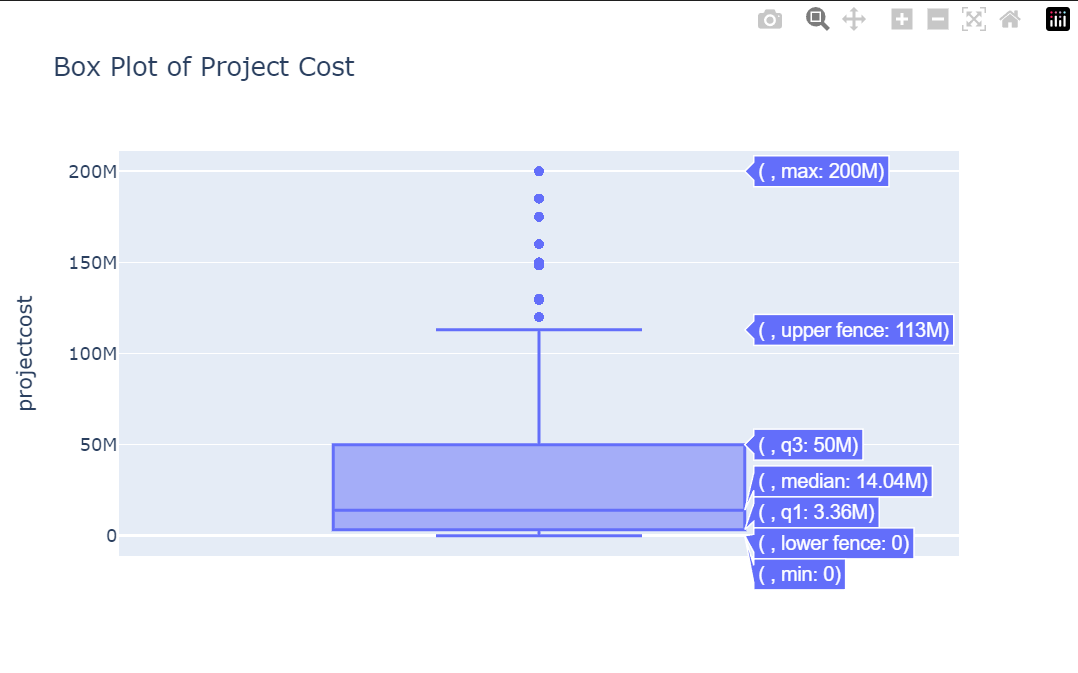 Box Plot of Project Cost
200M
150M
100M
50M
0
projectcost
( , max: 200M)
( , upper fence: 113M)
( , q3: 50M)
( , median: 14.04M)
( , q1: 3.36M)
( , lower fence: 0)
( , min: 0)